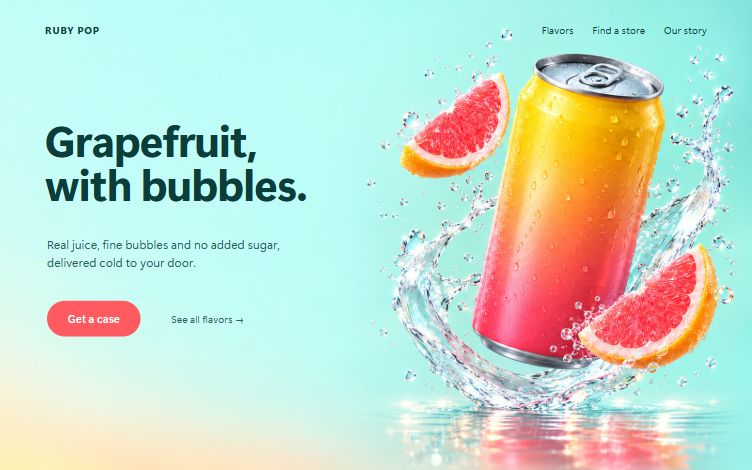 RUBY POP
Flavors
Find a store
Our story
Grapefruit,
with bubbles.
Real juice, fine bubbles and no added sugar,
delivered cold to your door.
Get a case
See all flavors →